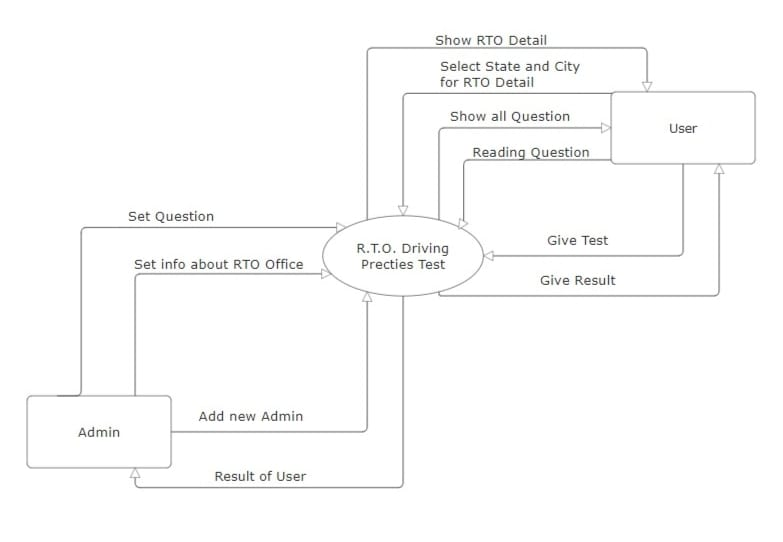 Show RTO Detail
Select State and City
for RTO Detail
Show all Question
User
Reading Question
Set Question
Give Test
R.T.O. Driving
Precties Test
Set info about RTO Office
Give Result
Add new Admin
Admin
Result of User